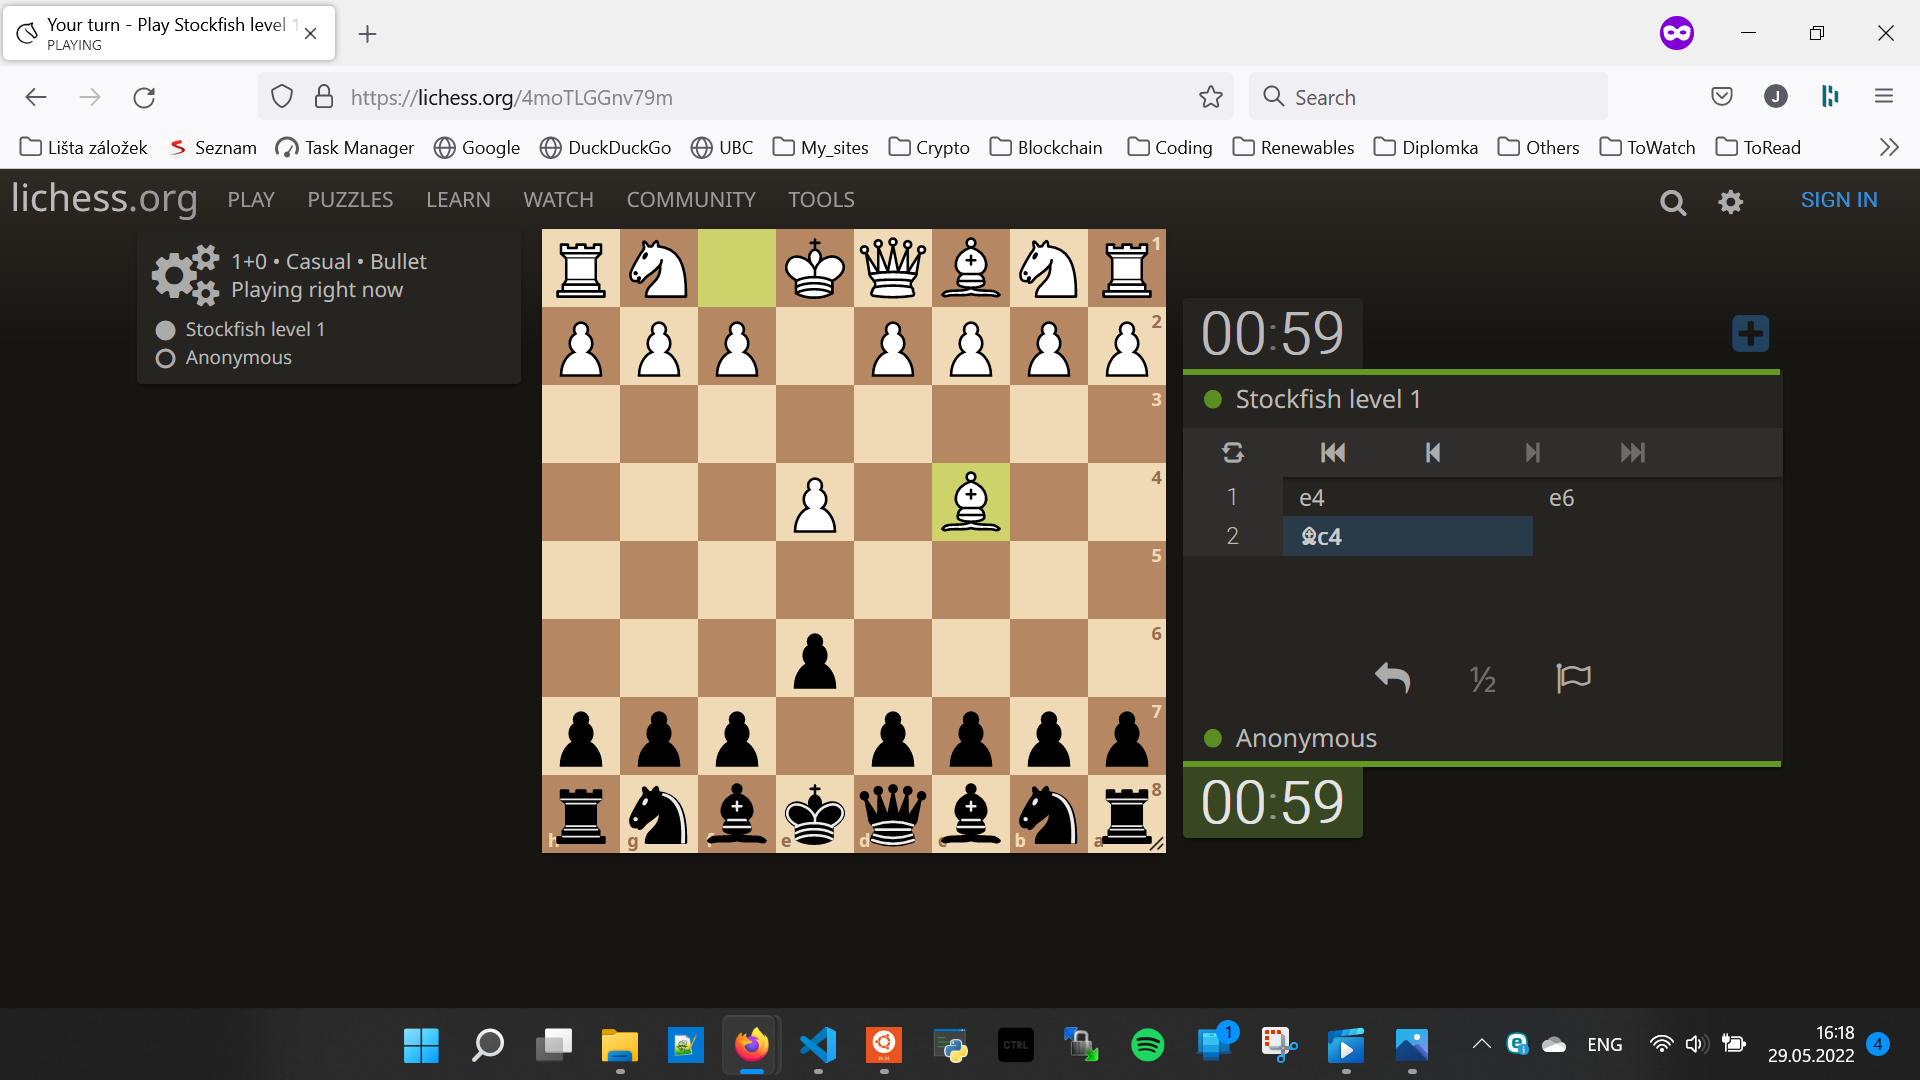 Your turn - Play Stockfish level 1
PLAYING
https://lichess.org/4moTLGGnv79m
Search
J
Lišta záložek
Seznam
Task Manager
Google
DuckDuckGo
UBC
My_sites
Crypto
Blockchain
Coding
Renewables
Diplomka
Others
ToWatch
ToRead
lichess.org
PLAY
PUZZLES
LEARN
WATCH
COMMUNITY
TOOLS
SIGN IN
1+0 • Casual • Bullet
Playing right now
Stockfish level 1
Anonymous
1
2
3
4
5
6
7
8
h
g
f
e
d
c
b
a
00:59
Stockfish level 1
1 e4 e6
2 ♗c4
½
Anonymous
00:59
CTRL
1
ENG
16:18
29.05.2022
4